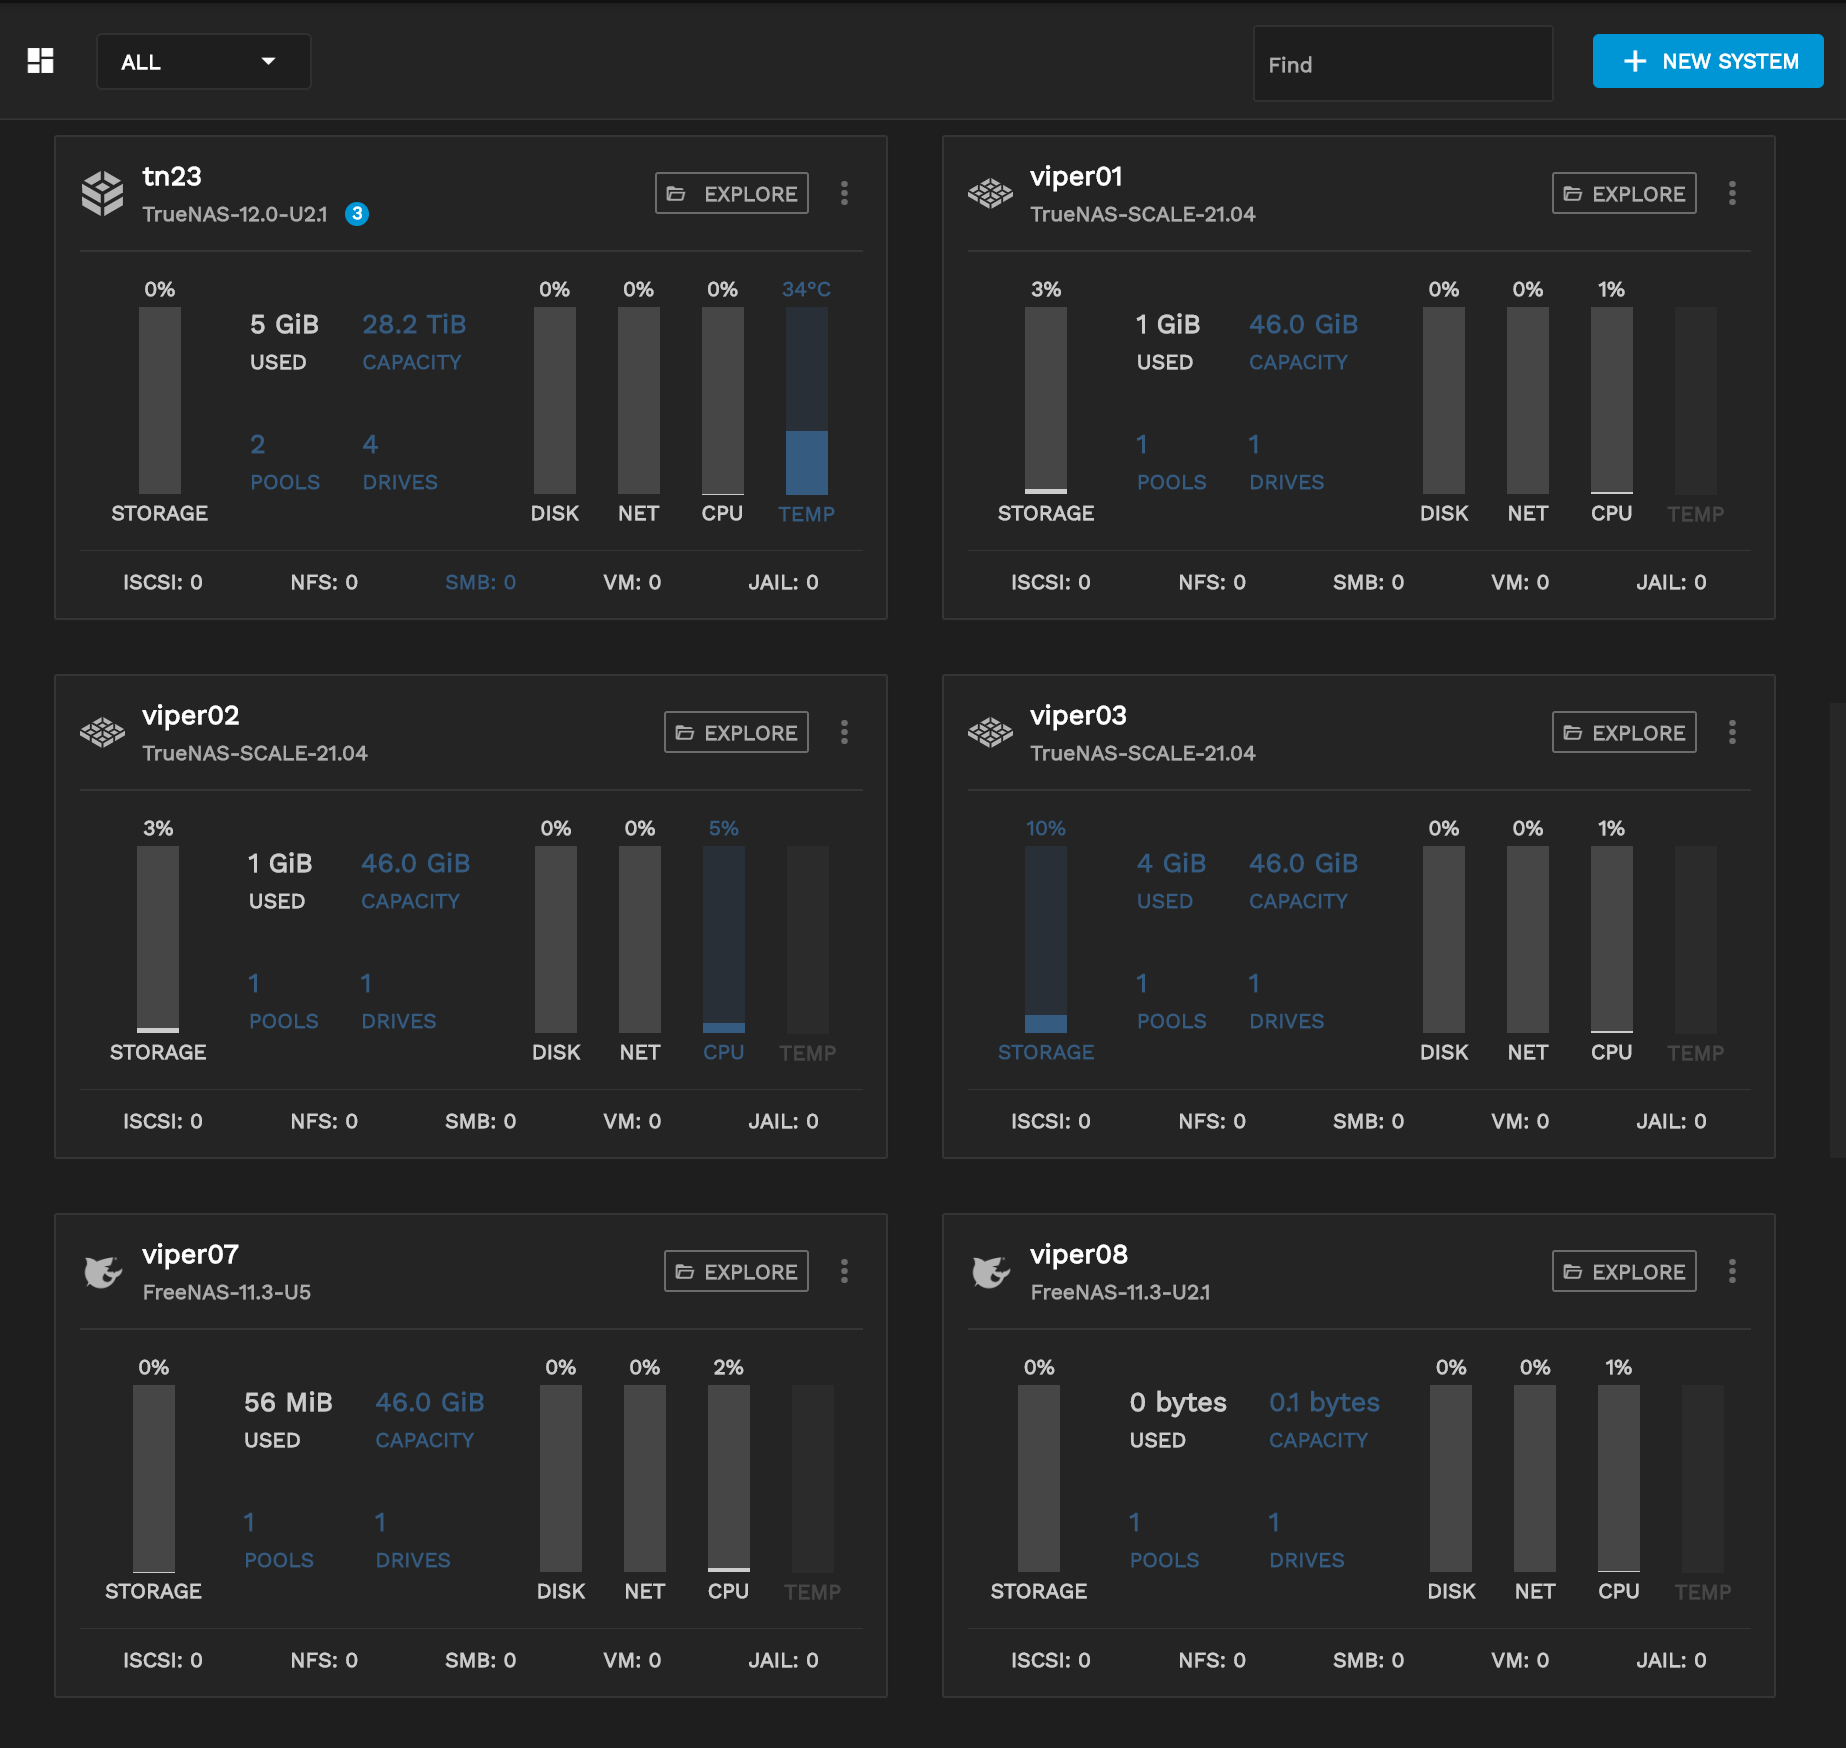 ALL
Find
NEW SYSTEM
tn23
TrueNAS-12.0-U2.1 3
EXPLORE
0%
5 GiB 28.2 TiB
USED CAPACITY
2 4
POOLS DRIVES
STORAGE
0% 0% 0% 34°C
DISK NET CPU TEMP
ISCSI: 0 NFS: 0 SMB: 0 VM: 0 JAIL: 0
viper01
TrueNAS-SCALE-21.04
EXPLORE
3%
1 GiB 46.0 GiB
USED CAPACITY
1 1
POOLS DRIVES
STORAGE
0% 0% 1%
DISK NET CPU TEMP
ISCSI: 0 NFS: 0 SMB: 0 VM: 0 JAIL: 0
viper02
TrueNAS-SCALE-21.04
EXPLORE
3%
1 GiB 46.0 GiB
USED CAPACITY
1 1
POOLS DRIVES
STORAGE
0% 0% 5%
DISK NET CPU TEMP
ISCSI: 0 NFS: 0 SMB: 0 VM: 0 JAIL: 0
viper03
TrueNAS-SCALE-21.04
EXPLORE
10%
4 GiB 46.0 GiB
USED CAPACITY
1 1
POOLS DRIVES
STORAGE
0% 0% 1%
DISK NET CPU TEMP
ISCSI: 0 NFS: 0 SMB: 0 VM: 0 JAIL: 0
viper07
FreeNAS-11.3-U5
EXPLORE
0%
56 MiB 46.0 GiB
USED CAPACITY
1 1
POOLS DRIVES
STORAGE
0% 0% 2%
DISK NET CPU TEMP
ISCSI: 0 NFS: 0 SMB: 0 VM: 0 JAIL: 0
viper08
FreeNAS-11.3-U2.1
EXPLORE
0%
0 bytes 0.1 bytes
USED CAPACITY
1 1
POOLS DRIVES
STORAGE
0% 0% 1%
DISK NET CPU TEMP
ISCSI: 0 NFS: 0 SMB: 0 VM: 0 JAIL: 0